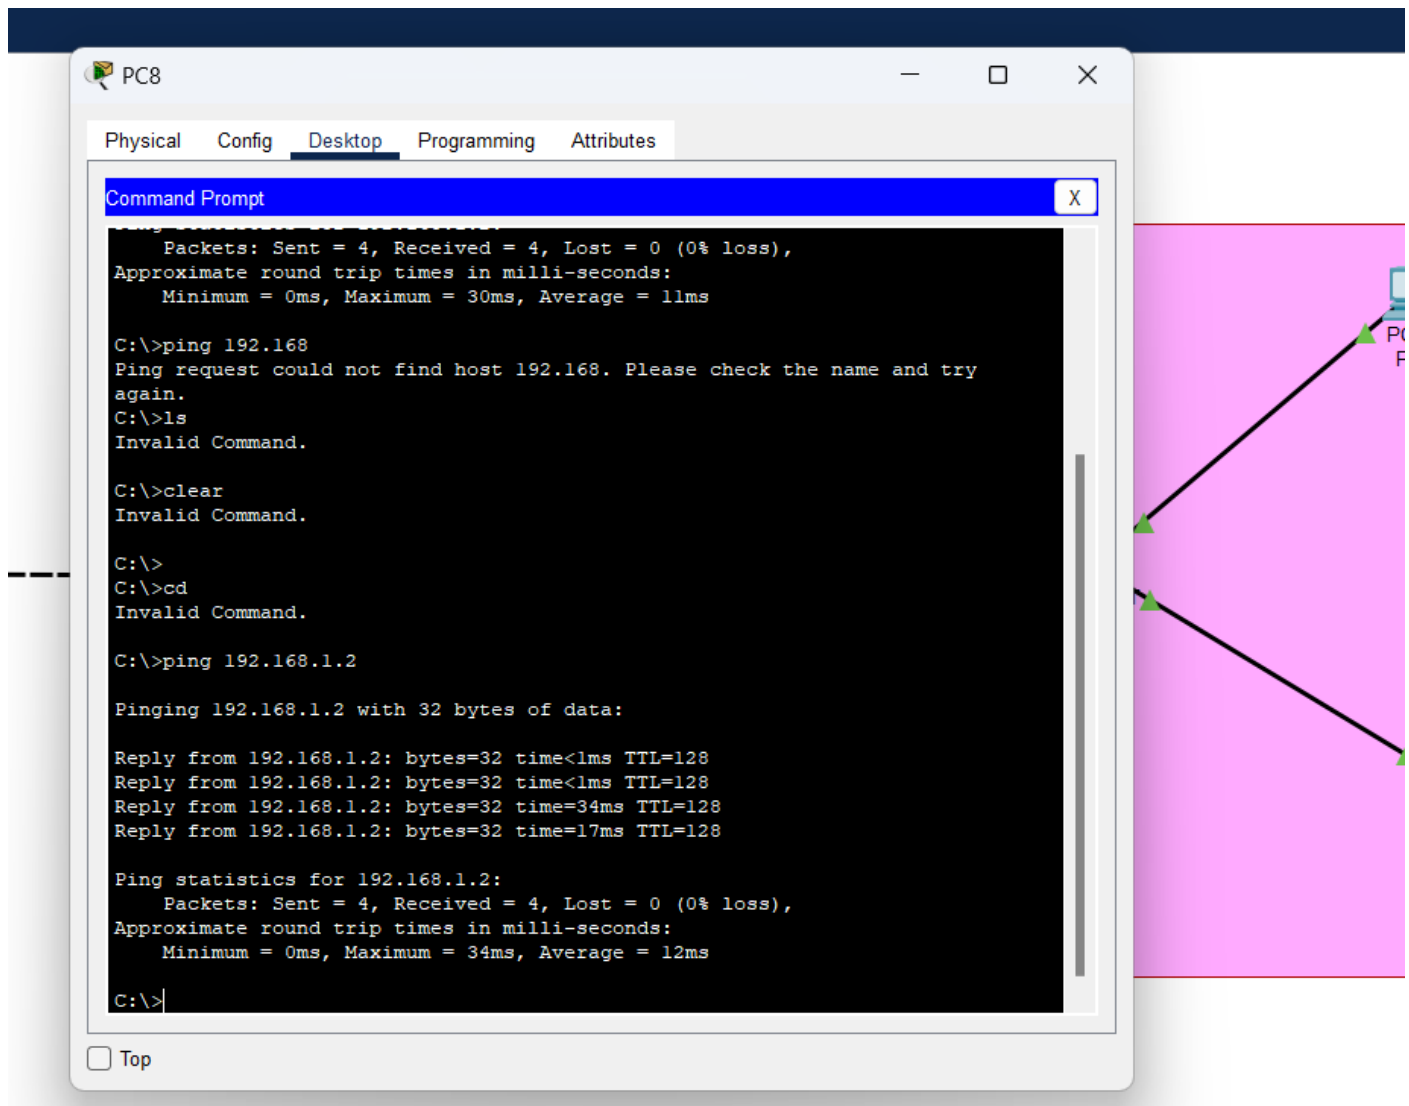 PC8
Physical Config Desktop Programming Attributes
Command Prompt
X
Packets: Sent = 4, Received = 4, Lost = 0 (0% loss),
Approximate round trip times in milli-seconds:
Minimum = 0ms, Maximum = 30ms, Average = 11ms
C:\>ping 192.168
Ping request could not find host 192.168. Please check the name and try
again.
C:\>ls
Invalid Command.
C:\>clear
Invalid Command.
C:\>
C:\>cd
Invalid Command.
C:\>ping 192.168.1.2
Pinging 192.168.1.2 with 32 bytes of data:
Reply from 192.168.1.2: bytes=32 time<1ms TTL=128
Reply from 192.168.1.2: bytes=32 time<1ms TTL=128
Reply from 192.168.1.2: bytes=32 time=34ms TTL=128
Reply from 192.168.1.2: bytes=32 time=17ms TTL=128
Ping statistics for 192.168.1.2:
Packets: Sent = 4, Received = 4, Lost = 0 (0% loss),
Approximate round trip times in milli-seconds:
Minimum = 0ms, Maximum = 34ms, Average = 12ms
C:\>
Top